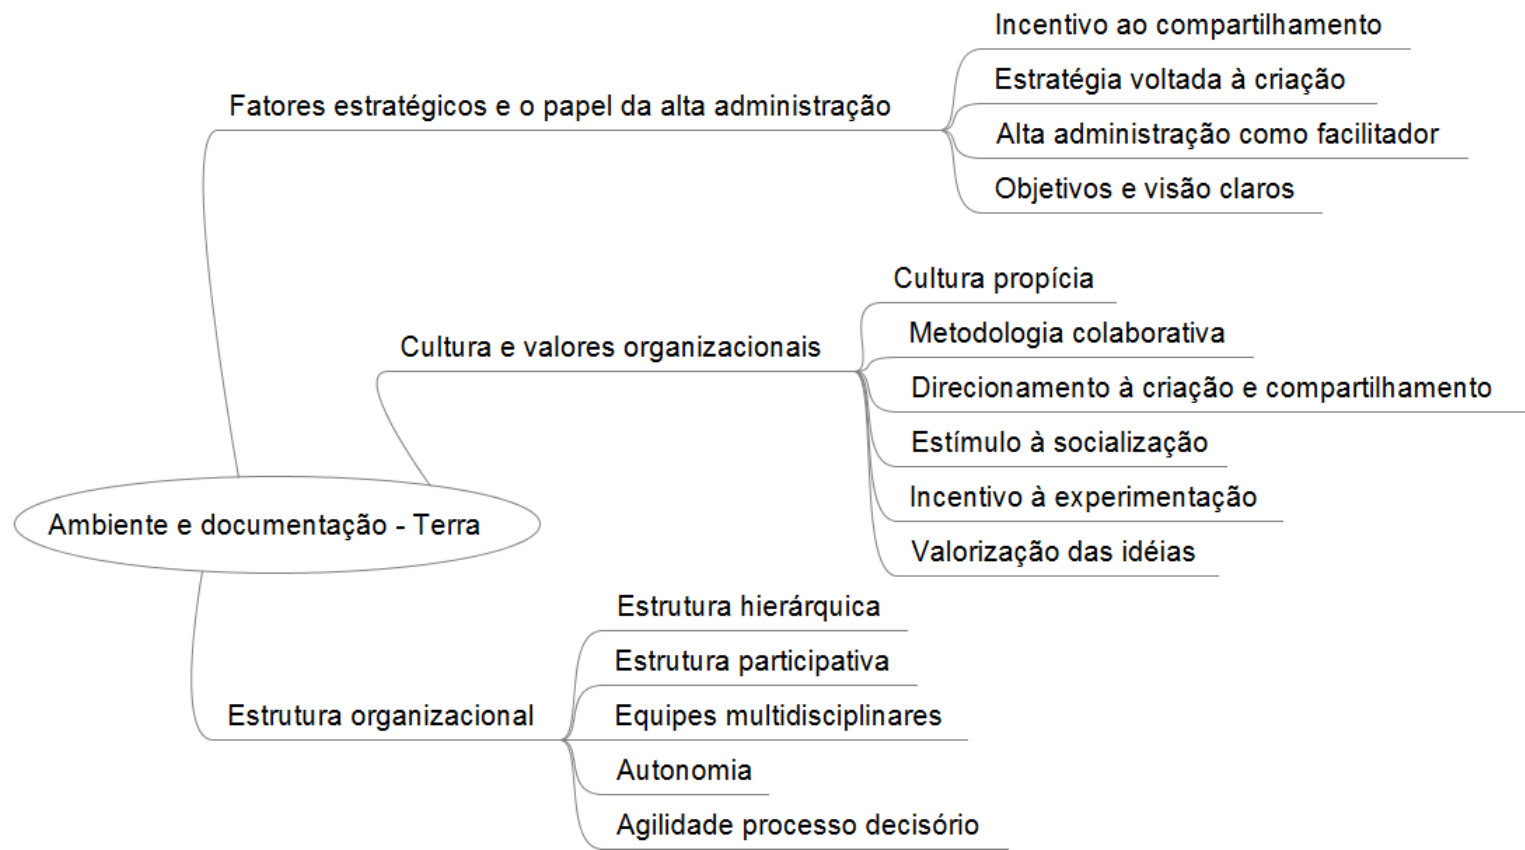 Incentivo ao compartilhamento
Estratégia voltada à criação
Fatores estratégicos e o papel da alta administração
Alta administração como facilitador
Objetivos e visão claros
Cultura propícia
Metodologia colaborativa
Cultura e valores organizacionais
Direcionamento à criação e compartilhamento
Estímulo à socialização
Incentivo à experimentação
Valorização das idéias
Ambiente e documentação - Terra
Estrutura hierárquica
Estrutura participativa
Estrutura organizacional
Equipes multidisciplinares
Autonomia
Agilidade processo decisório